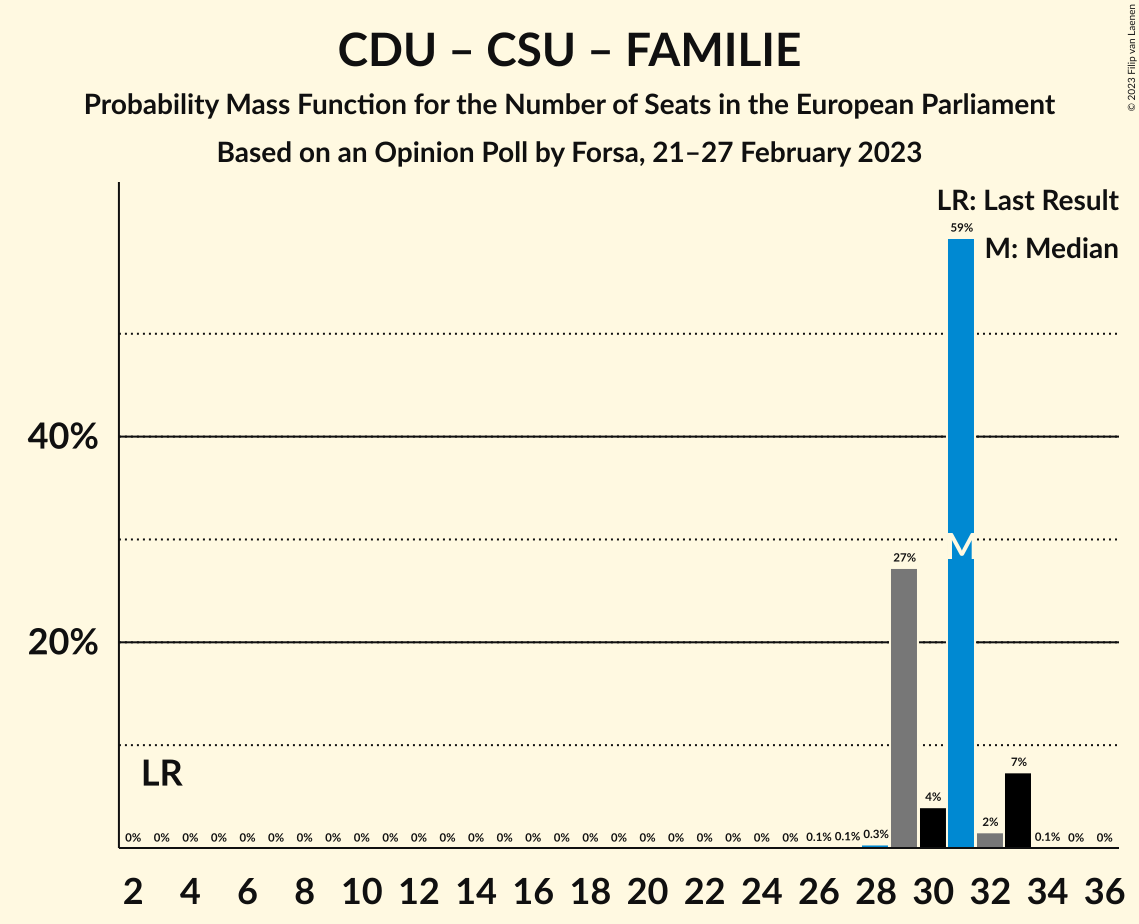 CDU – CSU – FAMILIE
Probability Mass Function for the Number of Seats in the European Parliament
Based on an Opinion Poll by Forsa, 21–27 February 2023
© 2023 Filip van Laenen
LR: Last Result
M: Median
59%
40%
M
27%
20%
LR
7%
4%
2%
0% 0% 0% 0% 0% 0% 0% 0% 0% 0% 0% 0% 0% 0% 0% 0% 0% 0% 0% 0% 0% 0% 0% 0% 0.1% 0.1% 0.3% 0.1% 0% 0%
2 4 6 8 10 12 14 16 18 20 22 24 26 28 30 32 34 36